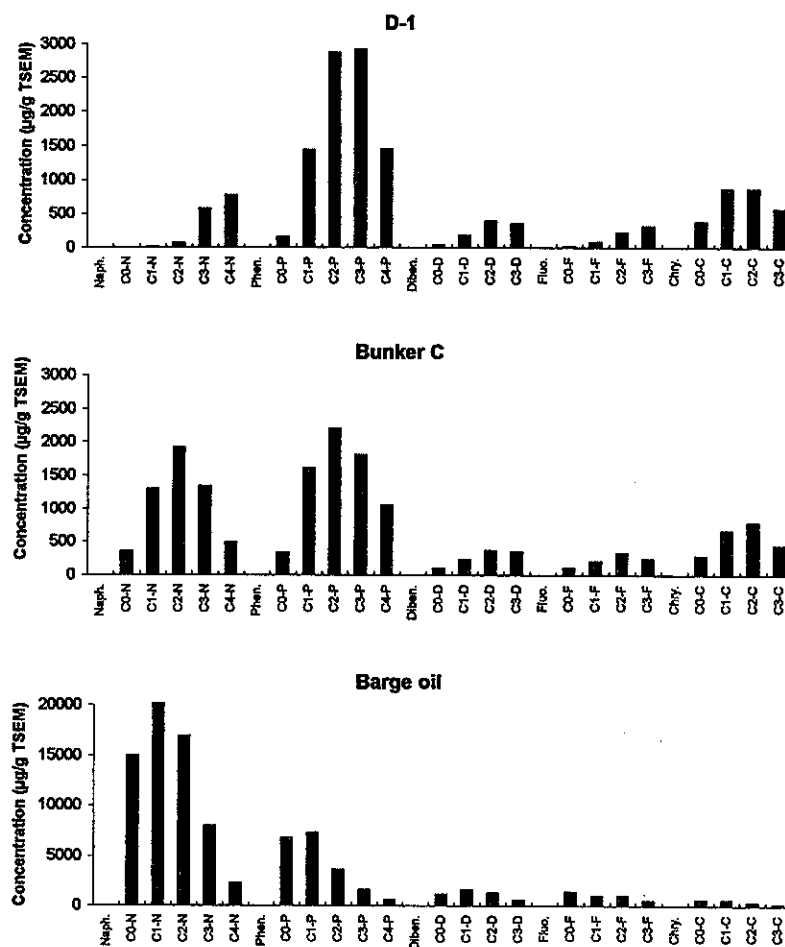 D-1
Concentration (µg/g TSEM)
3000
2500
2000
1500
1000
500
0
Naph. C0-N C1-N C2-N C3-N C4-N Phen. C0-P C1-P C2-P C3-P C4-P Diben. C0-D C1-D C2-D C3-D Fluo. C0-F C1-F C2-F C3-F Chry. C0-C C1-C C2-C C3-C
Bunker C
Concentration (µg/g TSEM)
3000
2500
2000
1500
1000
500
0
Naph. C0-N C1-N C2-N C3-N C4-N Phen. C0-P C1-P C2-P C3-P C4-P Diben. C0-D C1-D C2-D C3-D Fluo. C0-F C1-F C2-F C3-F Chry. C0-C C1-C C2-C C3-C
Barge oil
Concentration (µg/g TSEM)
20000
15000
10000
5000
0
Naph. C0-N C1-N C2-N C3-N C4-N Phen. C0-P C1-P C2-P C3-P C4-P Diben. C0-D C1-D C2-D C3-D Fluo. C0-F C1-F C2-F C3-F Chry. C0-C C1-C C2-C C3-C